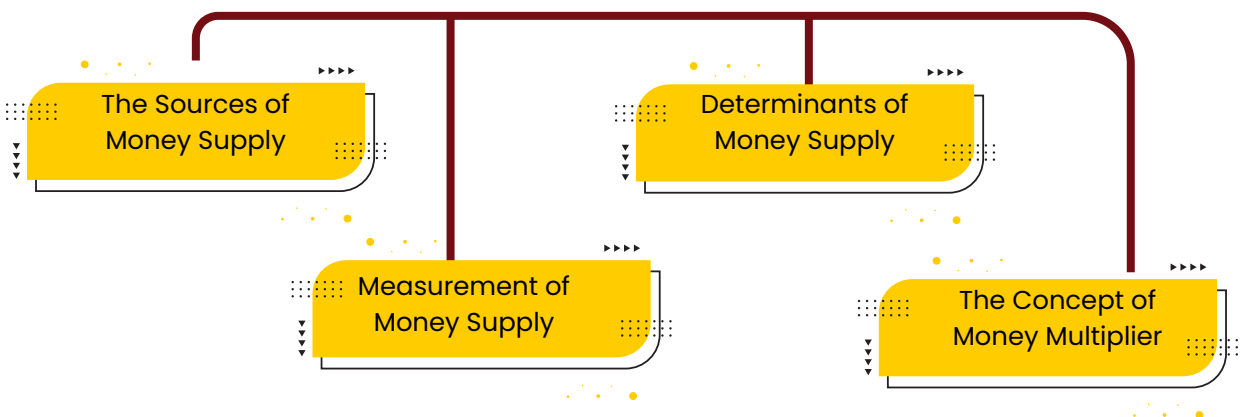 The Sources of
Money Supply
Measurement of
Money Supply
Determinants of
Money Supply
The Concept of
Money Multiplier